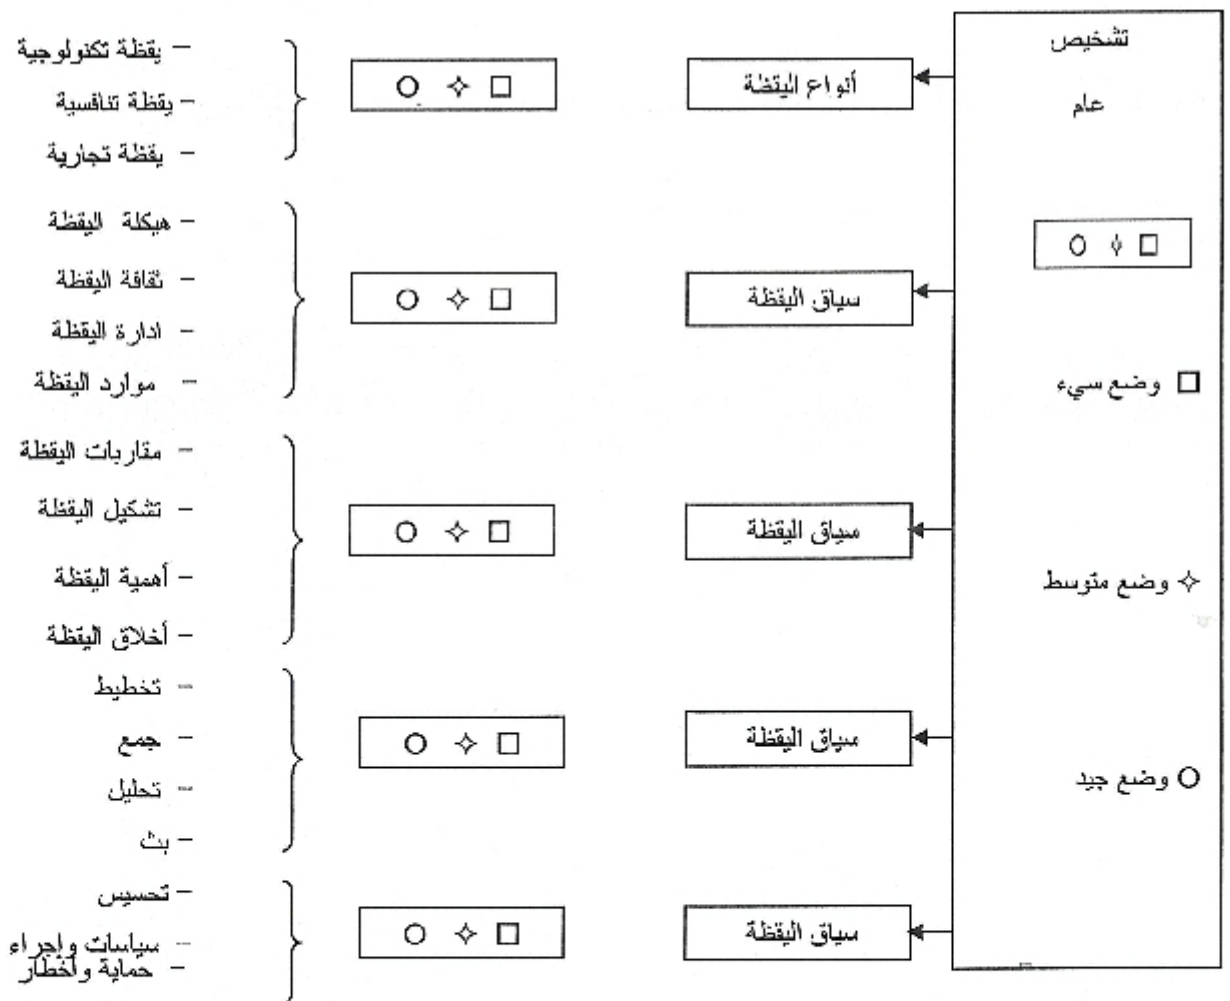 تشخيص
عام
□ ✧ ○
□ وضع سيء
✧ وضع متوسط
○ وضع جيد
أنواع اليقظة
□ ✧ ○
– يقظة تكنولوجية
– يقظة تنافسية
– يقظة تجارية
سياق اليقظة
□ ✧ ○
– هيكلة اليقظة
– ثقافة اليقظة
– ادارة اليقظة
– موارد اليقظة
سياق اليقظة
□ ✧ ○
– مقاربات اليقظة
– تشكيل اليقظة
– أهمية اليقظة
– أخلاق اليقظة
سياق اليقظة
□ ✧ ○
– تخطيط
– جمع
– تحليل
– بث
سياق اليقظة
□ ✧ ○
– تحسيس
– سياسات وإجراء
– حماية وأخطار